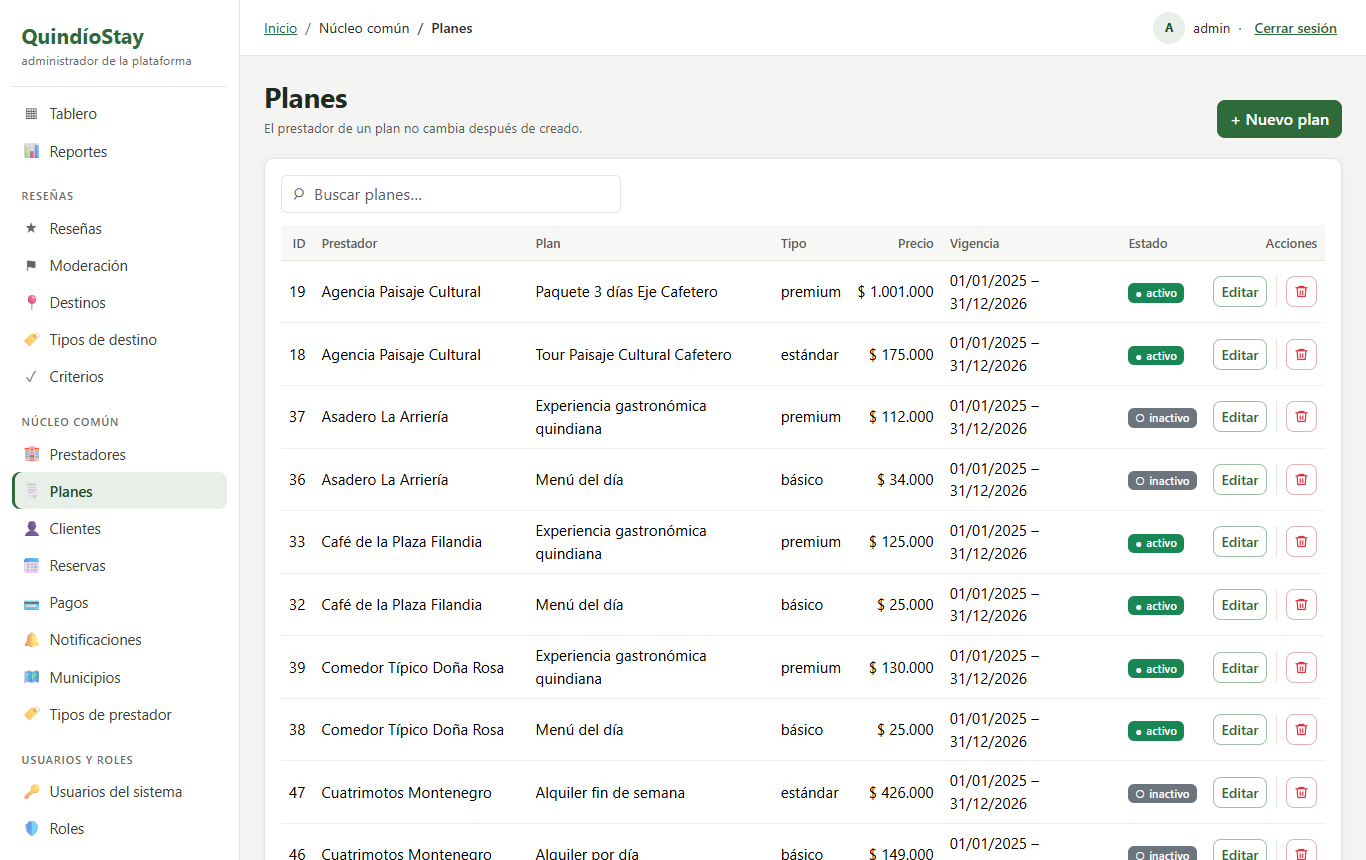 QuindíoStay
administrador de la plataforma
Tablero
Reportes
RESEÑAS
Reseñas
Moderación
Destinos
Tipos de destino
Criterios
NÚCLEO COMÚN
Prestadores
Planes
Clientes
Reservas
Pagos
Notificaciones
Municipios
Tipos de prestador
USUARIOS Y ROLES
Usuarios del sistema
Roles
Inicio / Núcleo común / Planes
A admin · Cerrar sesión
Planes
El prestador de un plan no cambia después de creado.
+ Nuevo plan
Buscar planes...
ID Prestador Plan Tipo Precio Vigencia Estado Acciones
19 Agencia Paisaje Cultural Paquete 3 días Eje Cafetero premium $ 1.001.000 01/01/2025 –
31/12/2026 activo Editar
18 Agencia Paisaje Cultural Tour Paisaje Cultural Cafetero estándar $ 175.000 01/01/2025 –
31/12/2026 activo Editar
37 Asadero La Arriería Experiencia gastronómica
quindiana premium $ 112.000 01/01/2025 –
31/12/2026 inactivo Editar
36 Asadero La Arriería Menú del día básico $ 34.000 01/01/2025 –
31/12/2026 inactivo Editar
33 Café de la Plaza Filandia Experiencia gastronómica
quindiana premium $ 125.000 01/01/2025 –
31/12/2026 activo Editar
32 Café de la Plaza Filandia Menú del día básico $ 25.000 01/01/2025 –
31/12/2026 activo Editar
39 Comedor Típico Doña Rosa Experiencia gastronómica
quindiana premium $ 130.000 01/01/2025 –
31/12/2026 activo Editar
38 Comedor Típico Doña Rosa Menú del día básico $ 25.000 01/01/2025 –
31/12/2026 activo Editar
47 Cuatrimotos Montenegro Alquiler fin de semana estándar $ 426.000 01/01/2025 –
31/12/2026 inactivo Editar
46 Cuatrimotos Montenegro Alquiler por día básico $ 149.000 01/01/2025 –
inactivo Editar